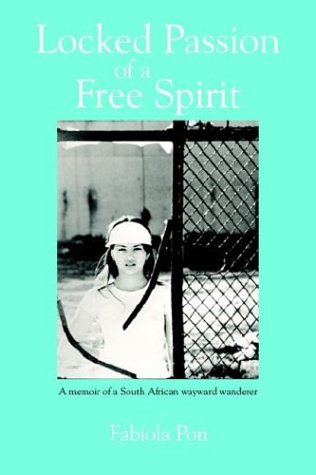 Locked Passion
of a
Free Spirit
A memoir of a South African wayward wanderer
Fabiola Pon